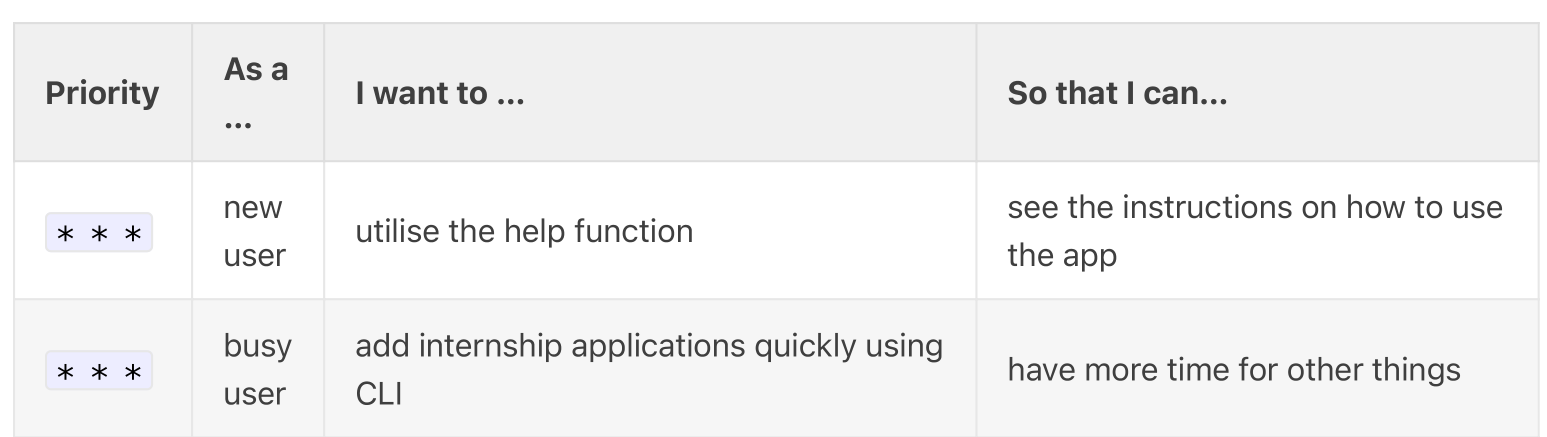 Priority
As a
...
I want to ...
So that I can...
* * *
new
user
utilise the help function
see the instructions on how to use
the app
* * *
busy
user
add internship applications quickly using
CLI
have more time for other things